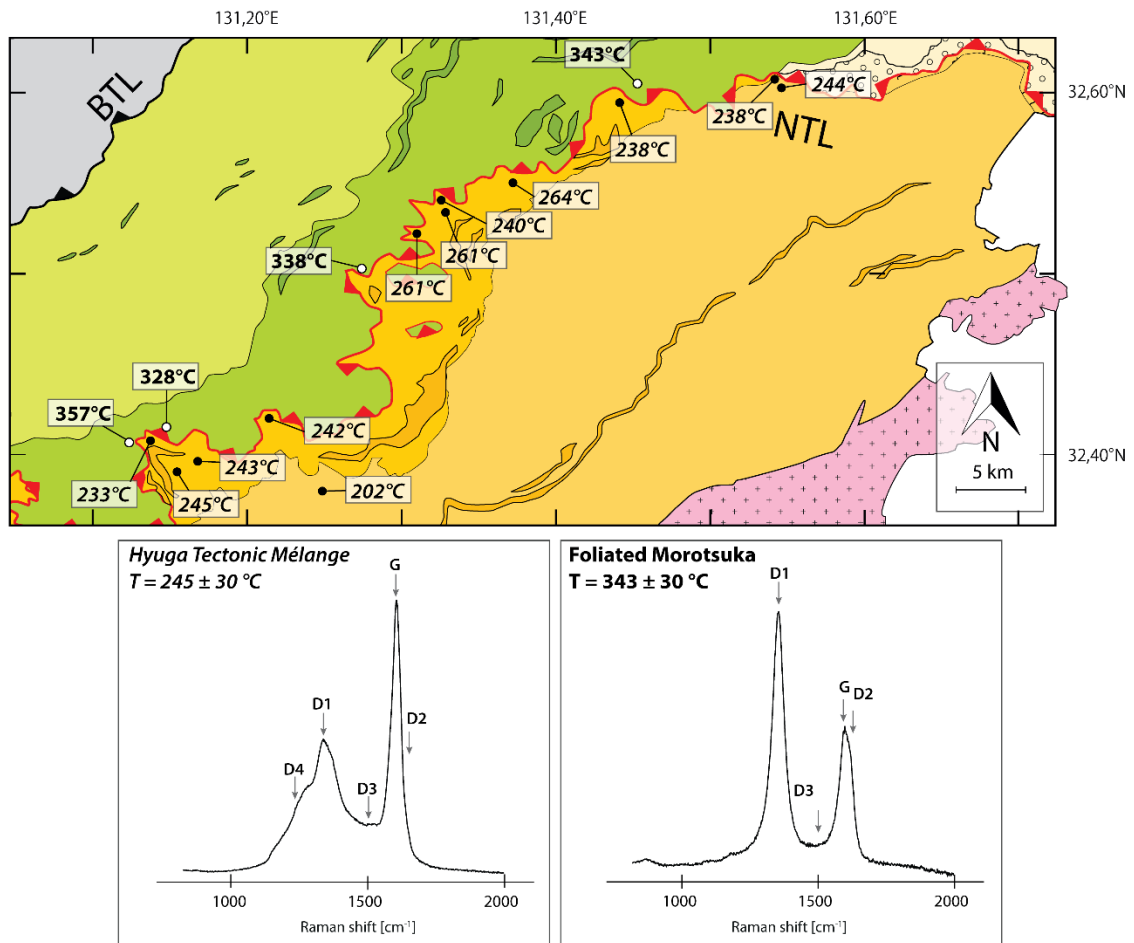 131,20°E
131,40°E
131,60°E
BTL
343°C
244°C
32,60°N
238°C
NTL
238°C
264°C
240°C
261°C
338°C
261°C
328°C
357°C
242°C
243°C
233°C
245°C
202°C
32,40°N
N
5 km
Hyuga Tectonic Mélange
T = 245 ± 30 °C
G
D1
D2
D4
D3
1000
1500
2000
Raman shift [cm⁻¹]
Foliated Morotsuka
T = 343 ± 30 °C
D1
G
D2
D3
1000
1500
2000
Raman shift [cm⁻¹]